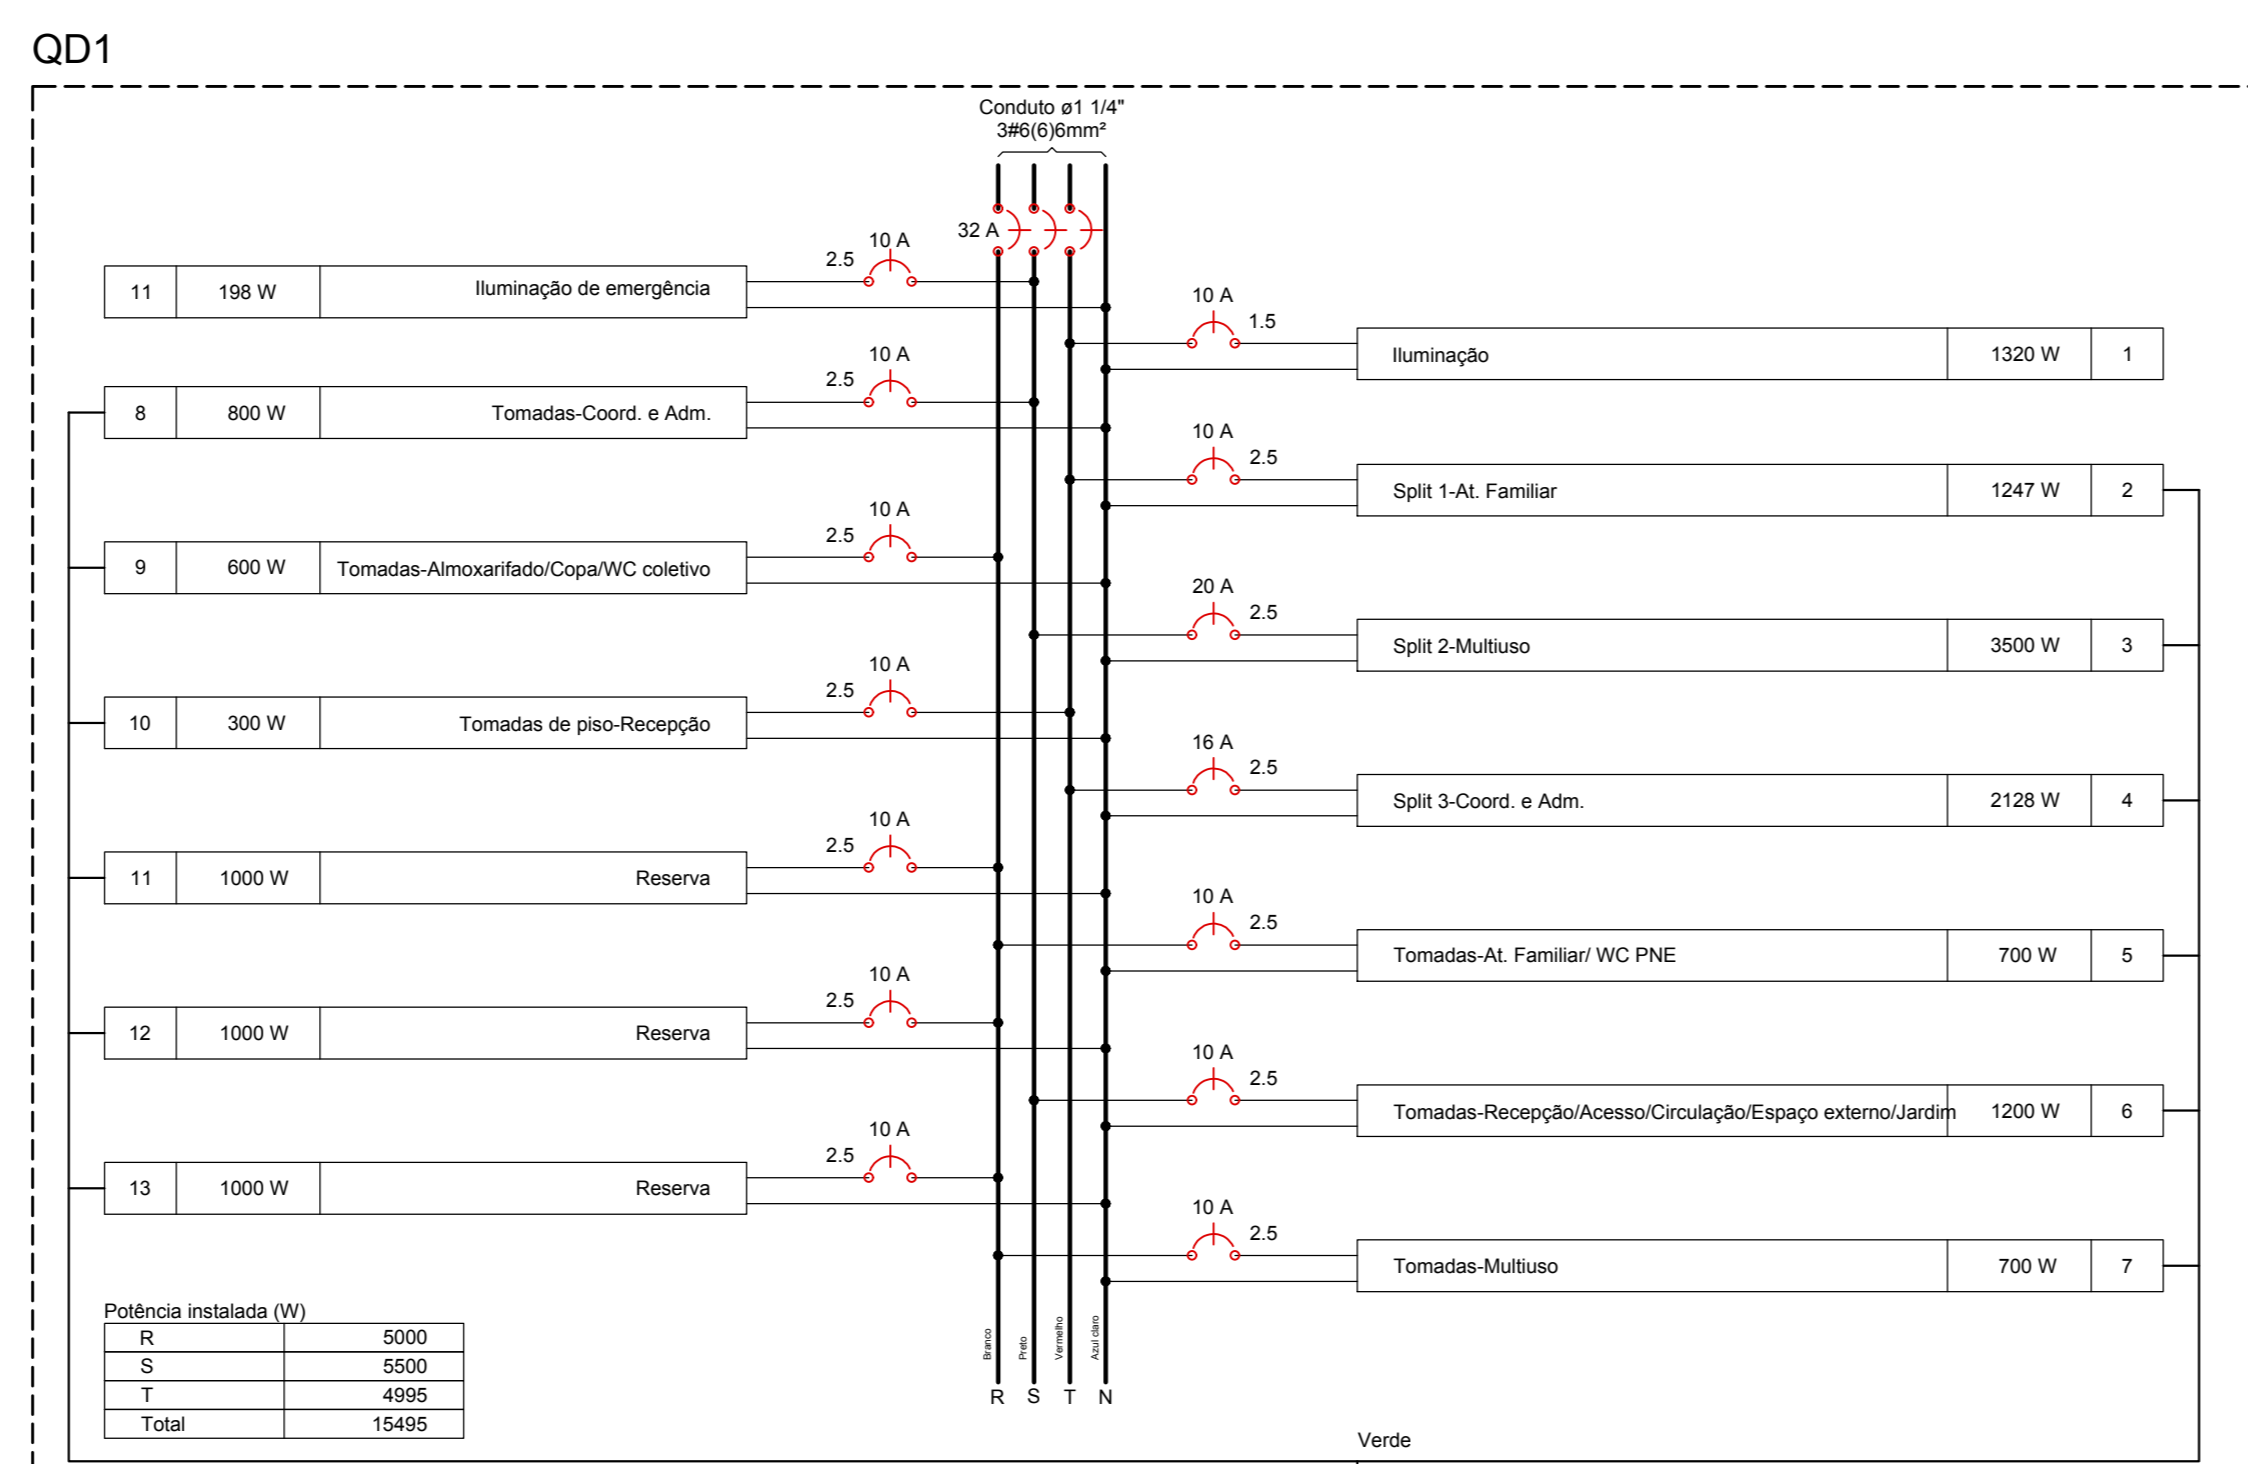 QD1
Conduto ø1 1/4"
3#6(6)6mm²
32 A
10 A
2.5
11 198 W Iluminação de emergência
10 A
1.5
Iluminação 1320 W 1
10 A
2.5
8 800 W Tomadas-Coord. e Adm.
10 A
2.5
Split 1-At. Familiar 1247 W 2
10 A
2.5
9 600 W Tomadas-Almoxarifado/Copa/WC coletivo
20 A
2.5
Split 2-Multiuso 3500 W 3
10 A
2.5
10 300 W Tomadas de piso-Recepção
16 A
2.5
Split 3-Coord. e Adm. 2128 W 4
10 A
2.5
11 1000 W Reserva
10 A
2.5
Tomadas-At. Familiar/ WC PNE 700 W 5
10 A
2.5
12 1000 W Reserva
10 A
2.5
Tomadas-Recepção/Acesso/Circulação/Espaço externo/Jardim 1200 W 6
10 A
2.5
13 1000 W Reserva
10 A
2.5
Tomadas-Multiuso 700 W 7
Potência instalada (W)
R 5000
S 5500
T 4995
Total 15495
Branco
Preto
Vermelho
Azul claro
R S T N
Verde